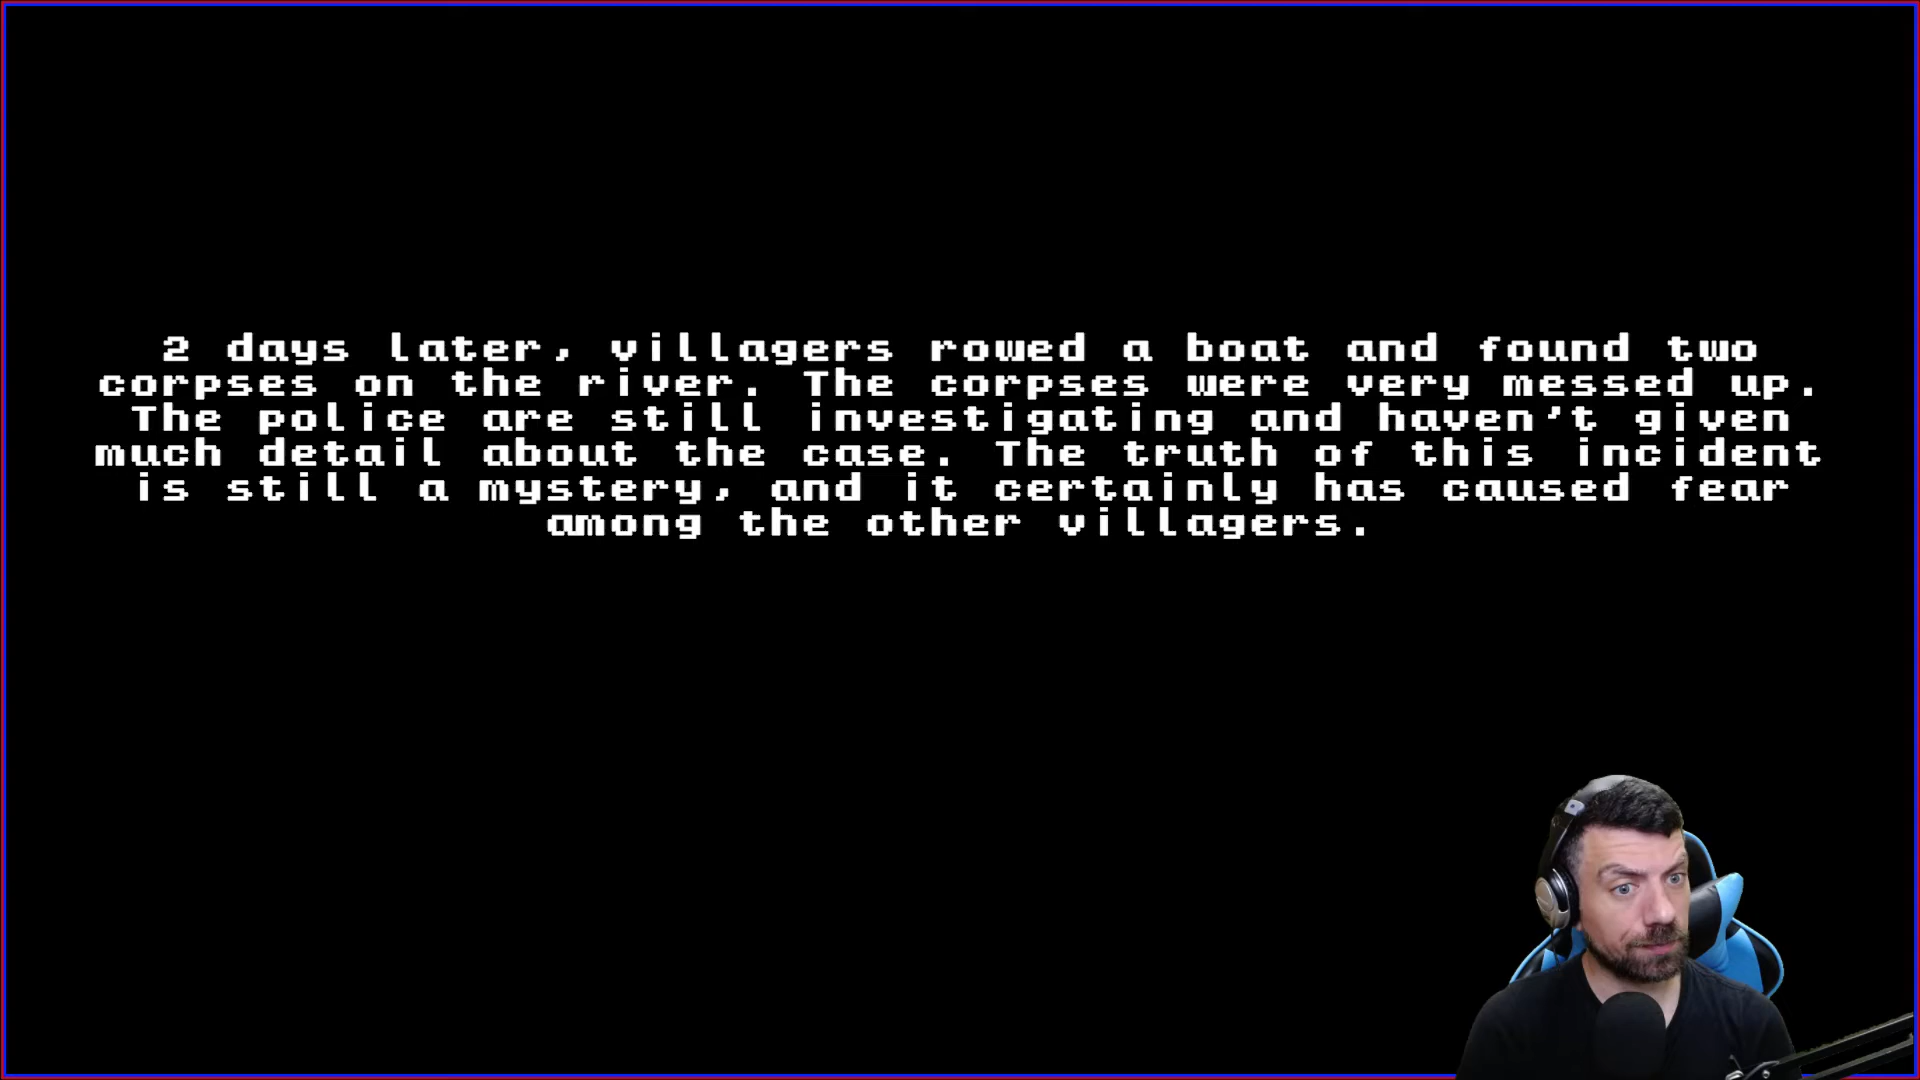 2 days later, villagers rowed a boat and found two
corpses on the river. The corpses were very messed up.
The police are still investigating and haven't given
much detail about the case. The truth of this incident
is still a mystery, and it certainly has caused fear
among the other villagers.